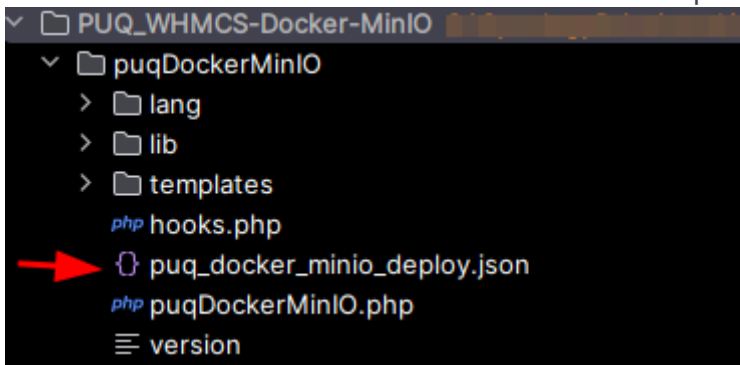 PUQ_WHMCS-Docker-MinIO
puqDockerMinIO
lang
lib
templates
php hooks.php
{} puq_docker_minio_deploy.json
php puqDockerMinIO.php
version